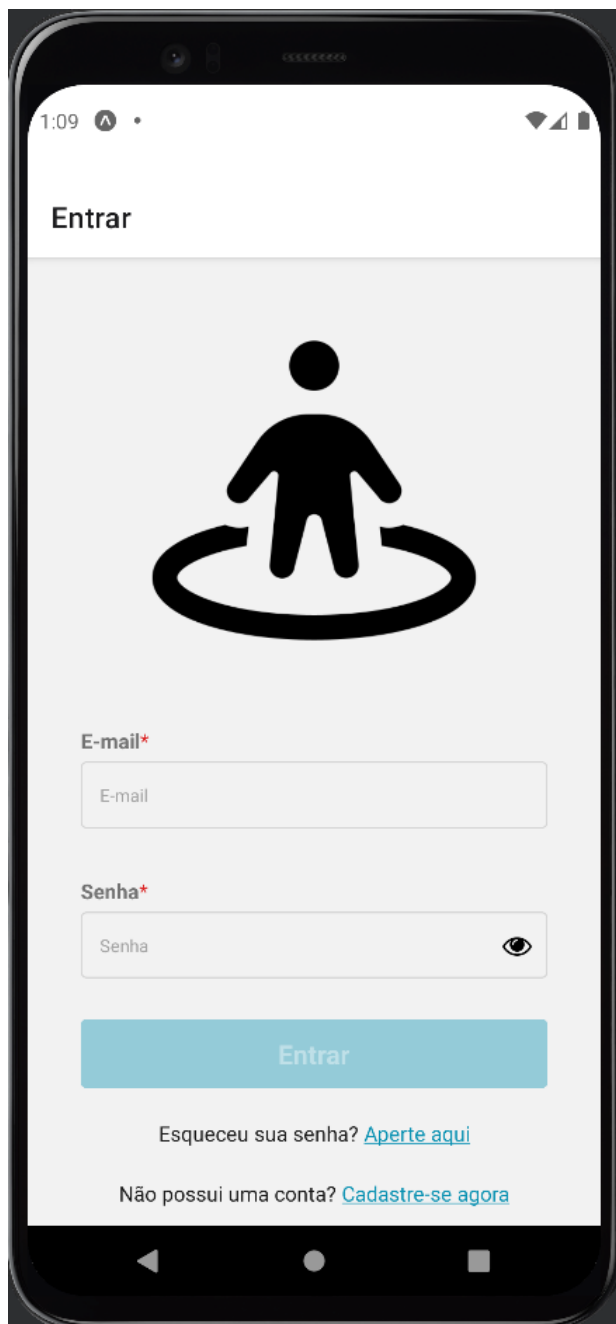 1:09
Entrar
E-mail*
E-mail
Senha*
Senha
Entrar
Esqueceu sua senha? Aperte aqui
Não possui uma conta? Cadastre-se agora